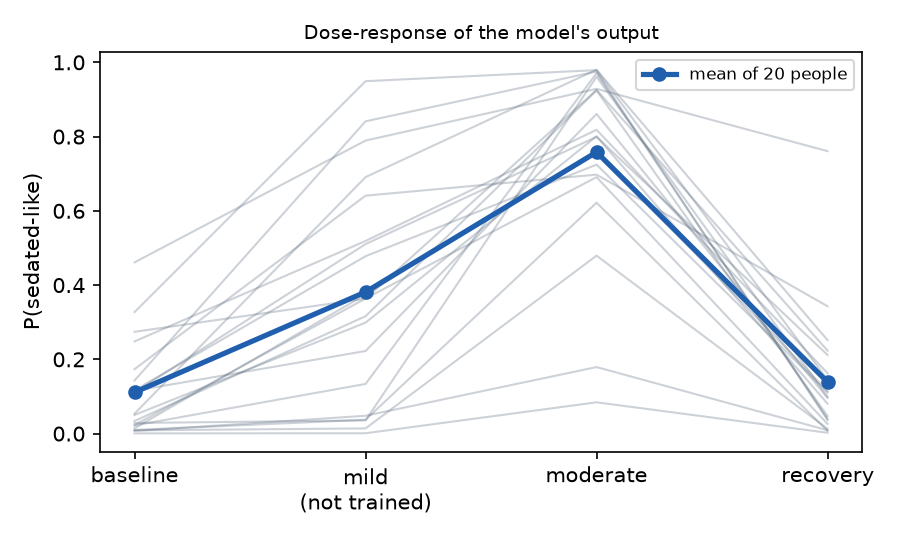 Dose-response of the model's output
mean of 20 people
P(sedated-like)
1.0
0.8
0.6
0.4
0.2
0.0
baseline
mild
(not trained)
moderate
recovery